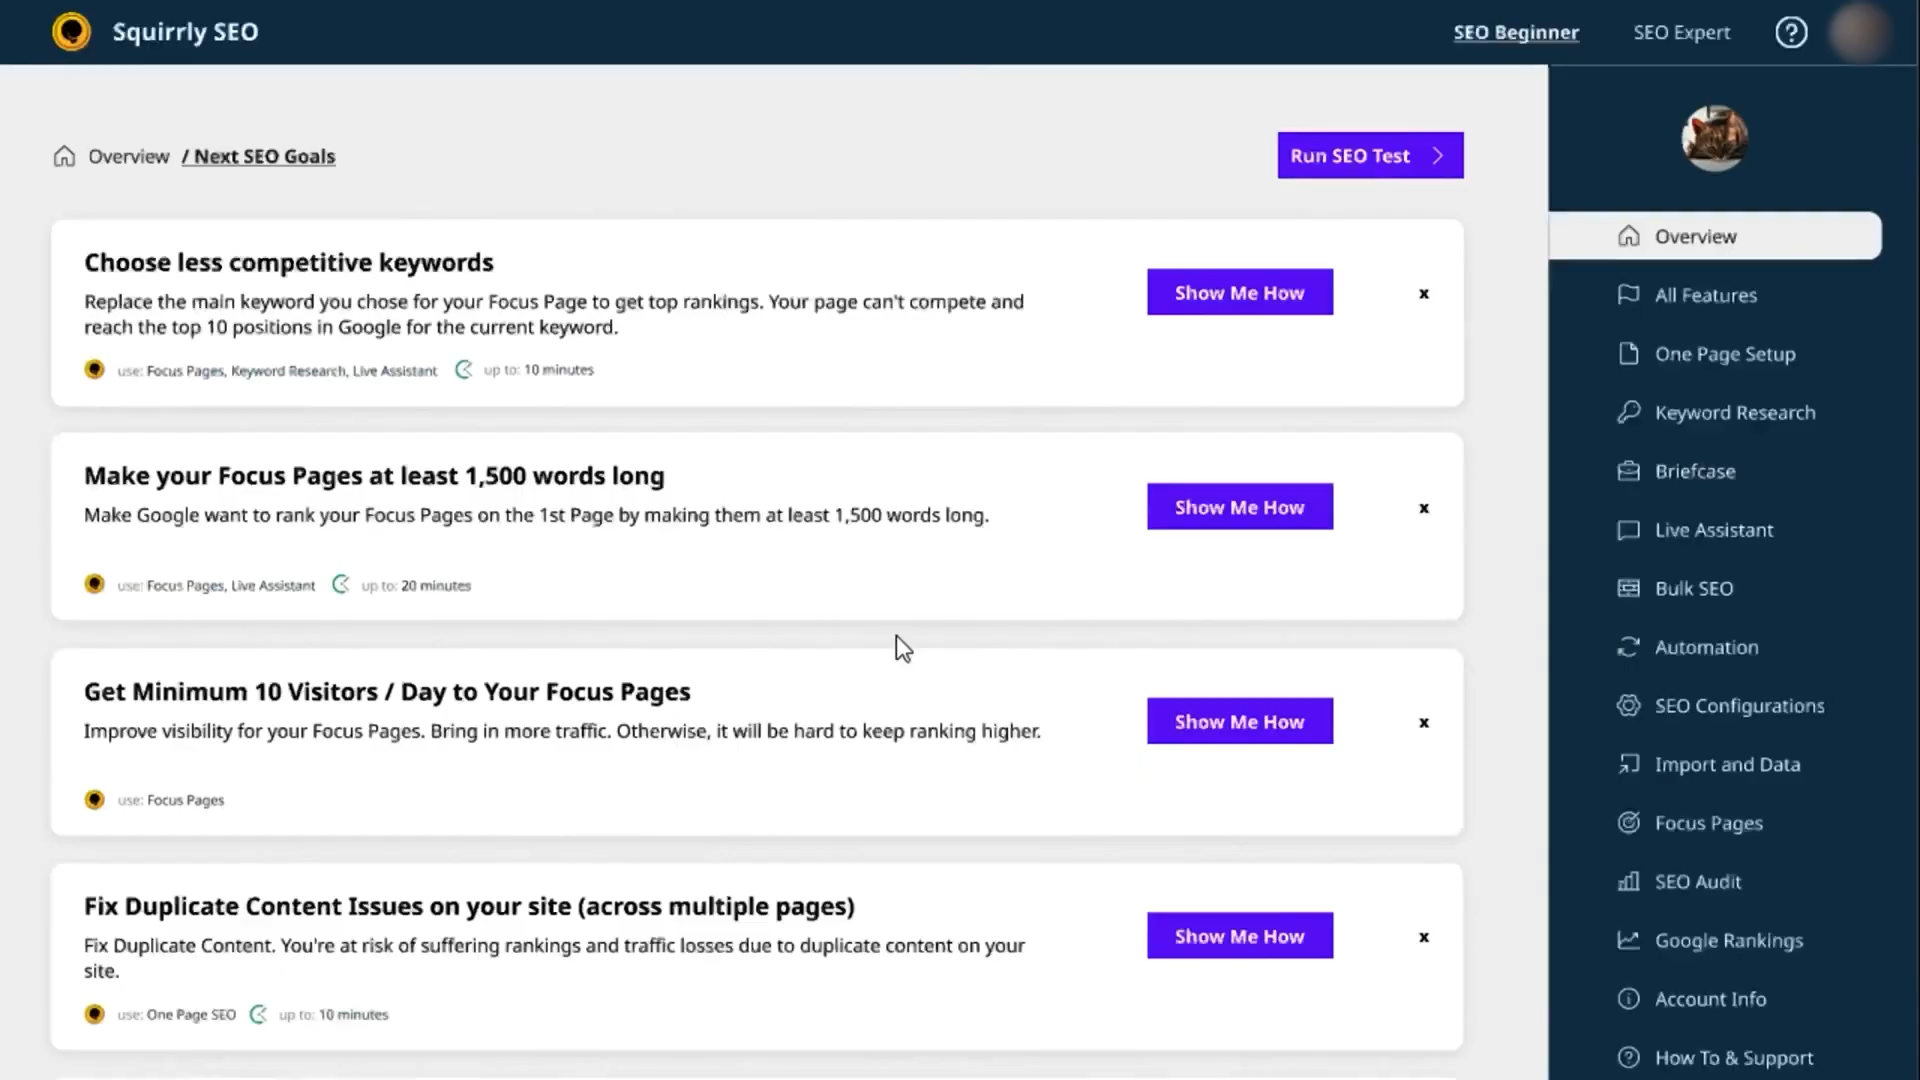 Squirrly SEO
SEO Beginner
SEO Expert
Overview / Next SEO Goals
Run SEO Test
Choose less competitive keywords
Replace the main keyword you chose for your Focus Page to get top rankings. Your page can't compete and
reach the top 10 positions in Google for the current keyword.
use: Focus Pages, Keyword Research, Live Assistant up to: 10 minutes
Show Me How
x
Make your Focus Pages at least 1,500 words long
Make Google want to rank your Focus Pages on the 1st Page by making them at least 1,500 words long.
use: Focus Pages, Live Assistant up to: 20 minutes
Show Me How
x
Get Minimum 10 Visitors / Day to Your Focus Pages
Improve visibility for your Focus Pages. Bring in more traffic. Otherwise, it will be hard to keep ranking higher.
use: Focus Pages
Show Me How
x
Fix Duplicate Content Issues on your site (across multiple pages)
Fix Duplicate Content. You're at risk of suffering rankings and traffic losses due to duplicate content on your
site.
use: One Page SEO up to: 10 minutes
Show Me How
x
Overview
All Features
One Page Setup
Keyword Research
Briefcase
Live Assistant
Bulk SEO
Automation
SEO Configurations
Import and Data
Focus Pages
SEO Audit
Google Rankings
Account Info
How To & Support